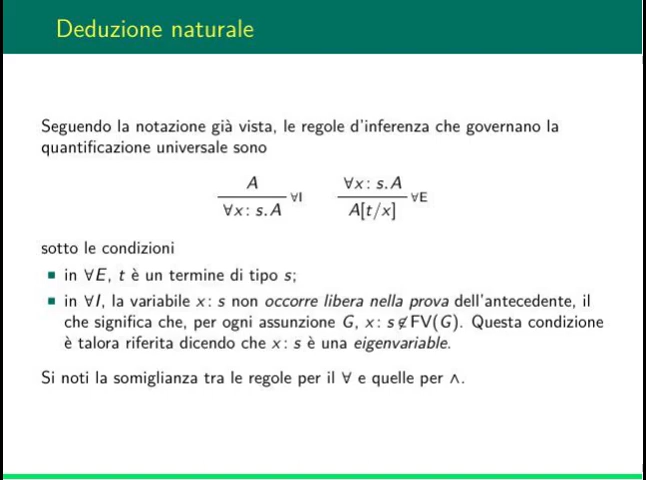 Deduzione naturale
Seguendo la notazione già vista, le regole d'inferenza che governano la
quantificazione universale sono
A
∀x: s.A ∀I
∀x: s.A
A[t/x] ∀E
sotto le condizioni
in ∀E, t è un termine di tipo s;
in ∀I, la variabile x: s non occorre libera nella prova dell'antecedente, il
che significa che, per ogni assunzione G, x: s∉FV(G). Questa condizione
è talora riferita dicendo che x: s è una eigenvariable.
Si noti la somiglianza tra le regole per il ∀ e quelle per ∧.